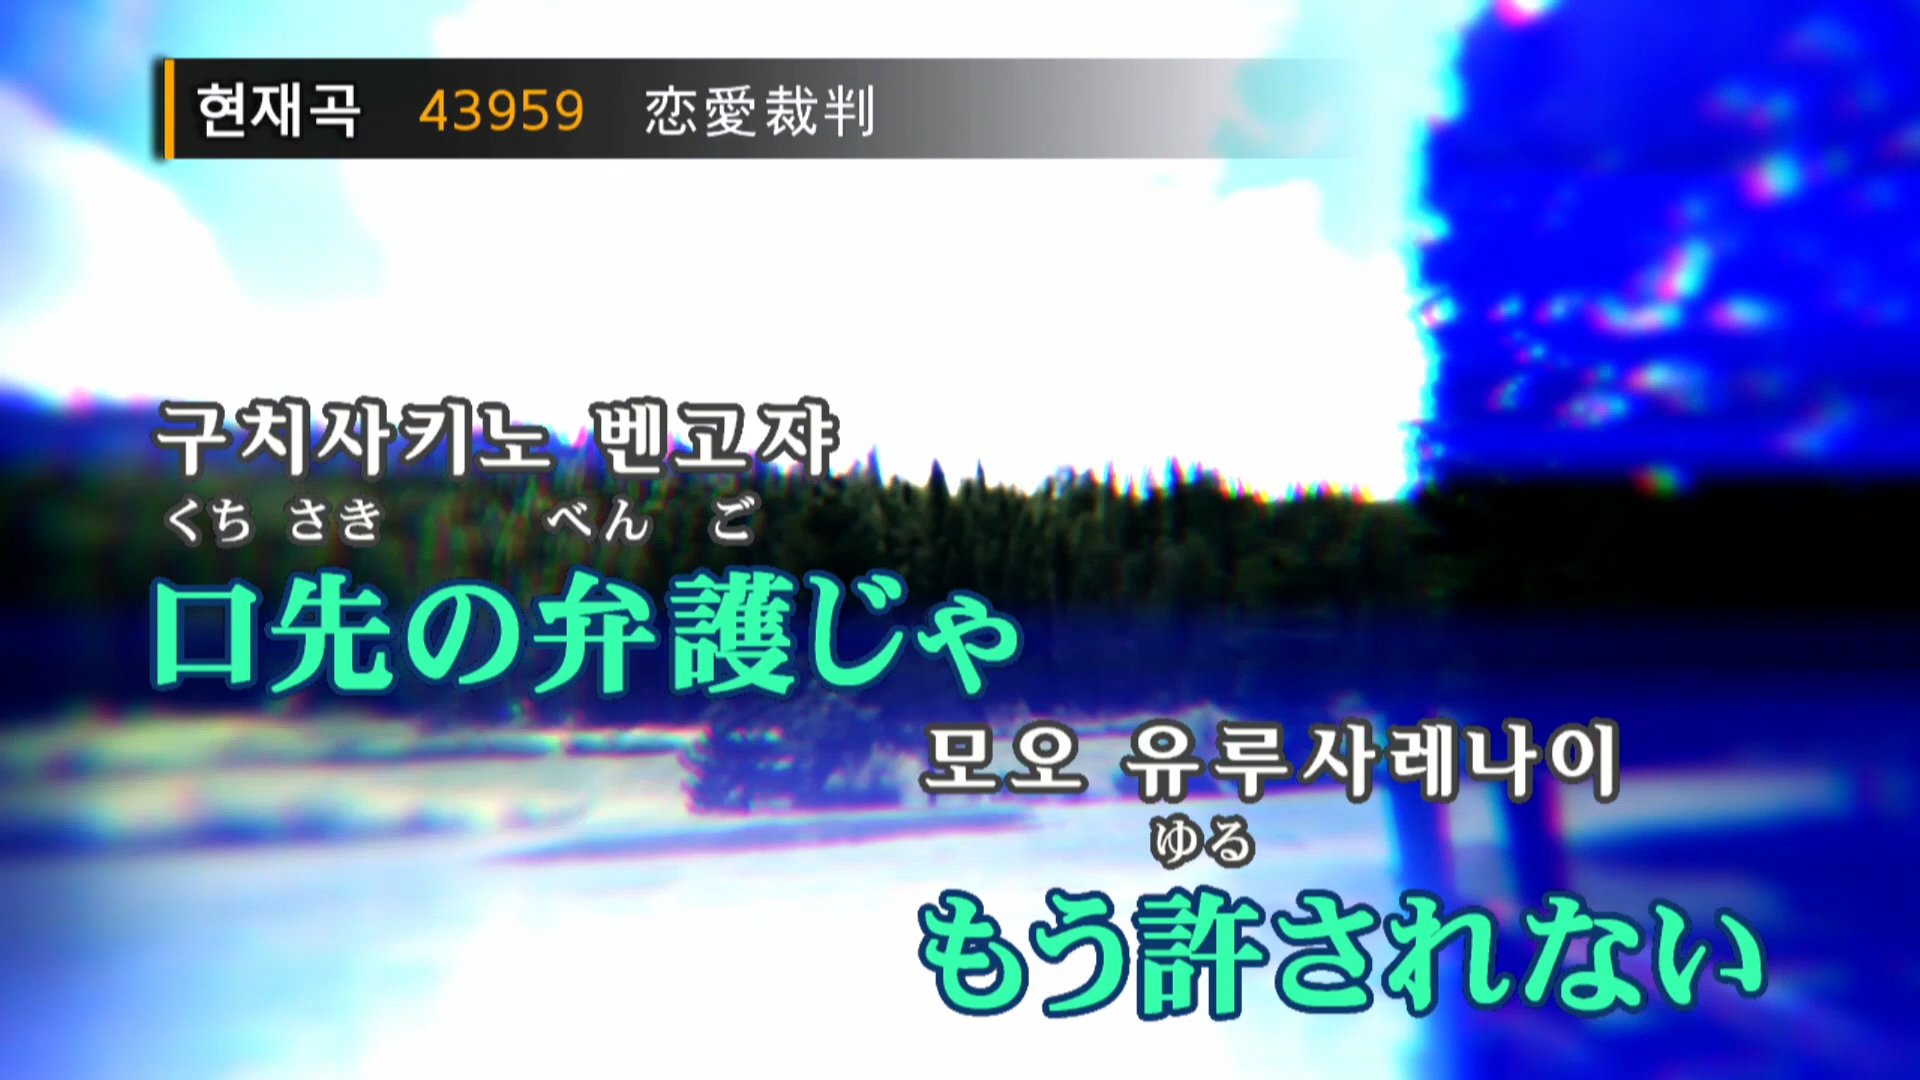 현재곡 43959 恋愛裁判
구치사키노 벤고쟈
くち さき べん ご
口先の弁護じゃ
모오 유루사레나이
ゆる
もう許されない